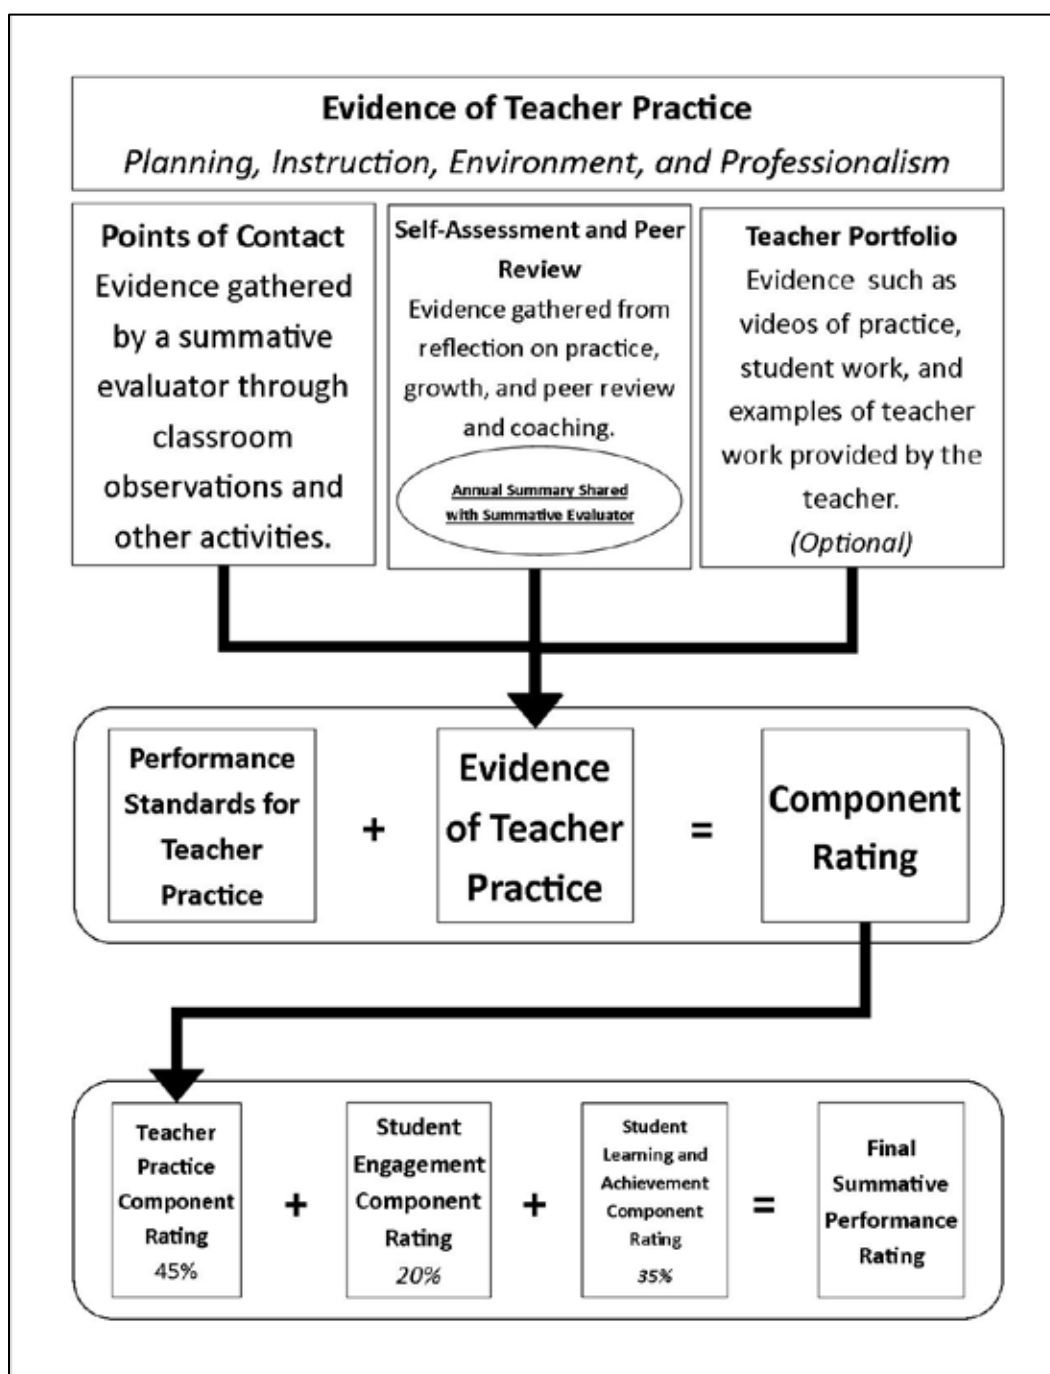 Evidence of Teacher Practice
Planning, Instruction, Environment, and Professionalism
Points of Contact
Evidence gathered
by a summative
evaluator through
classroom
observations and
other activities.
Self-Assessment and Peer
Review
Evidence gathered from
reflection on practice,
growth, and peer review
and coaching.
Annual Summary Shared
with Summative Evaluator
Teacher Portfolio
Evidence such as
videos of practice,
student work, and
examples of teacher
work provided by the
teacher.
(Optional)
Performance
Standards for
Teacher
Practice
+
Evidence
of Teacher
Practice
=
Component
Rating
Teacher
Practice
Component
Rating
45%
+
Student
Engagement
Component
Rating
20%
+
Student
Learning and
Achievement
Component
Rating
35%
=
Final
Summative
Performance
Rating